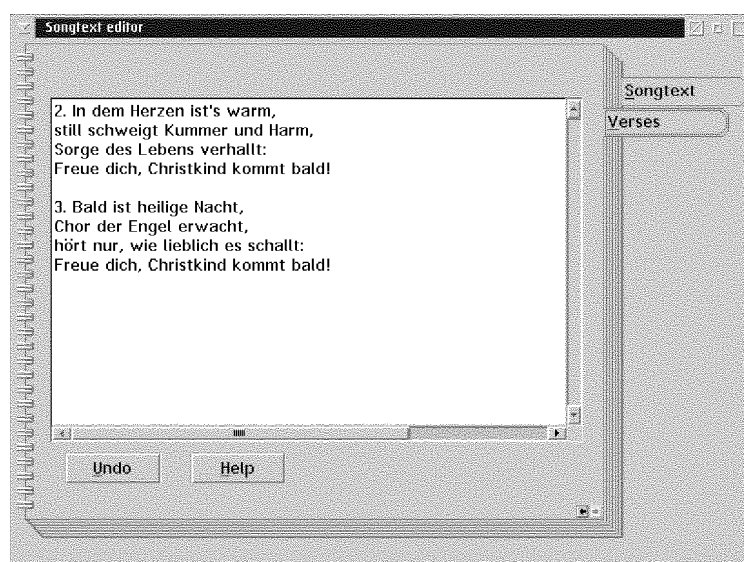 Songtext editor
Songtext
Verses
2. In dem Herzen ist's warm,
still schweigt Kummer und Harm,
Sorge des Lebens verhallt:
Freue dich, Christkind kommt bald!
3. Bald ist heilige Nacht,
Chor der Engel erwacht,
hört nur, wie lieblich es schallt:
Freue dich, Christkind kommt bald!
Undo
Help